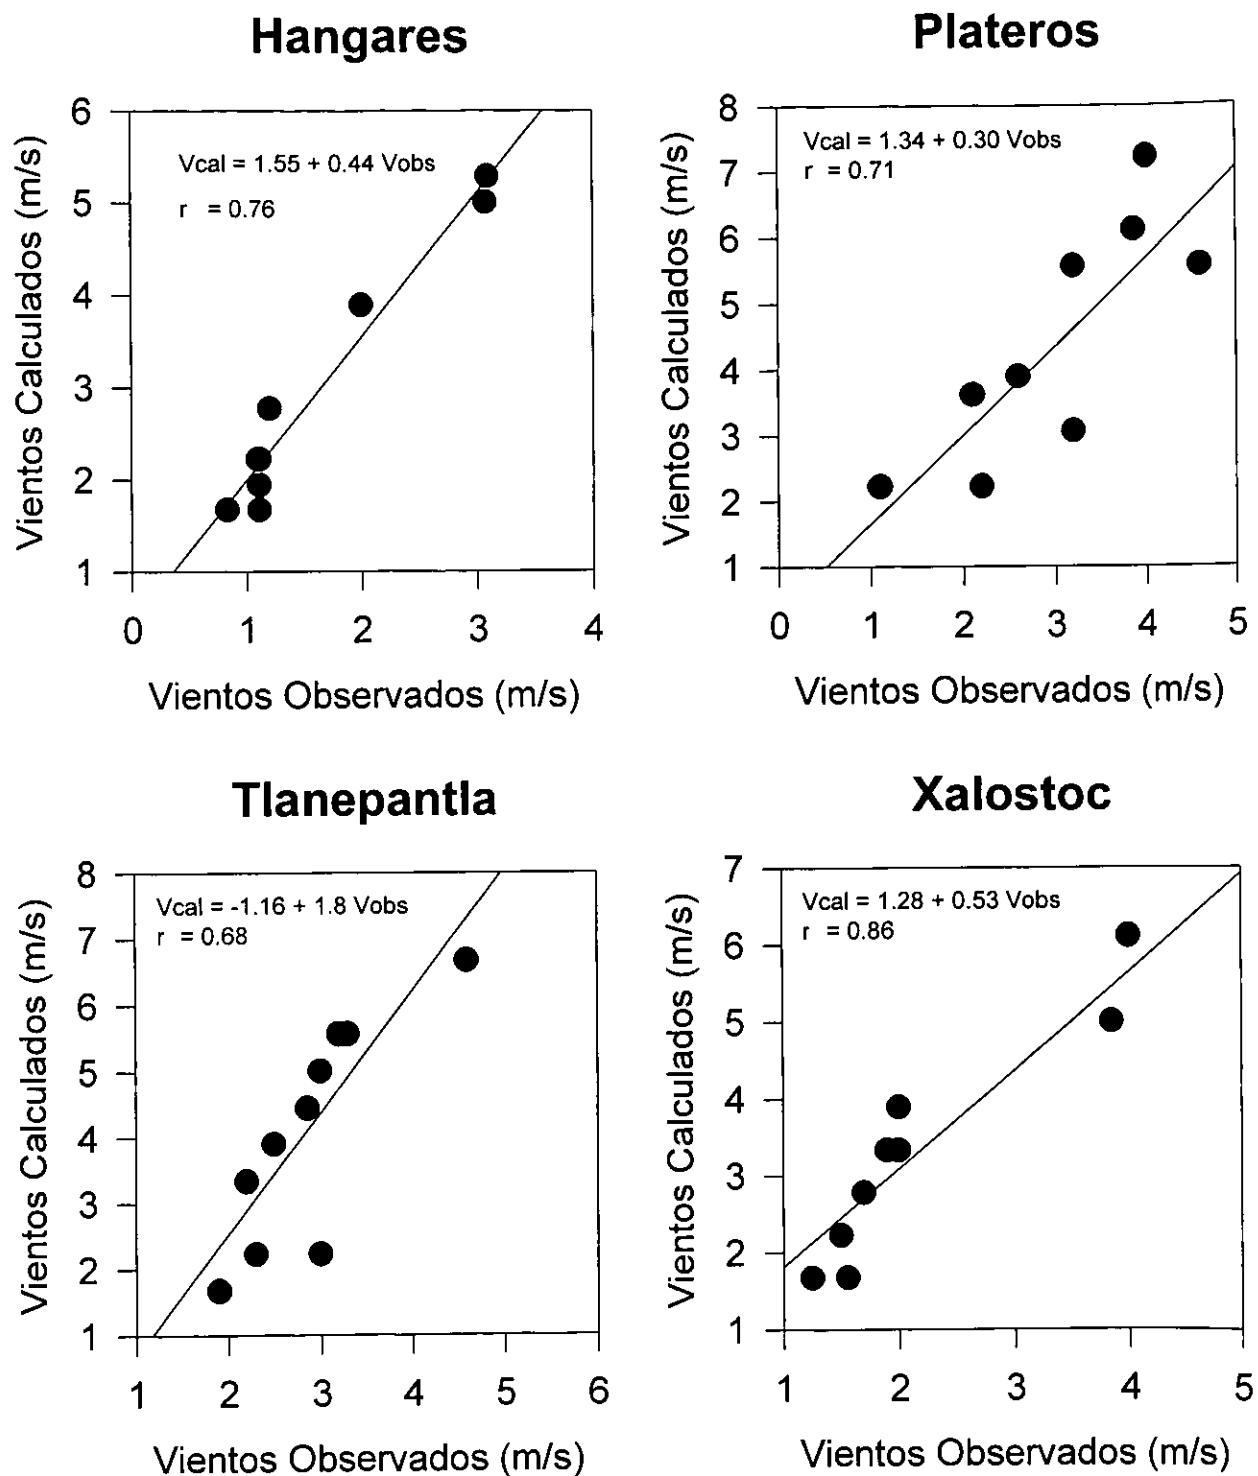 Hangares
Vcal = 1.55 + 0.44 Vobs
r = 0.76
6
5
4
3
2
1
0 1 2 3 4
Vientos Calculados (m/s)
Vientos Observados (m/s)
Plateros
Vcal = 1.34 + 0.30 Vobs
r = 0.71
8
7
6
5
4
3
2
1
0 1 2 3 4 5
Vientos Calculados (m/s)
Vientos Observados (m/s)
Tlanepantla
Vcal = -1.16 + 1.8 Vobs
r = 0.68
8
7
6
5
4
3
2
1
1 2 3 4 5 6
Vientos Calculados (m/s)
Vientos Observados (m/s)
Xalostoc
Vcal = 1.28 + 0.53 Vobs
r = 0.86
7
6
5
4
3
2
1
1 2 3 4 5
Vientos Calculados (m/s)
Vientos Observados (m/s)